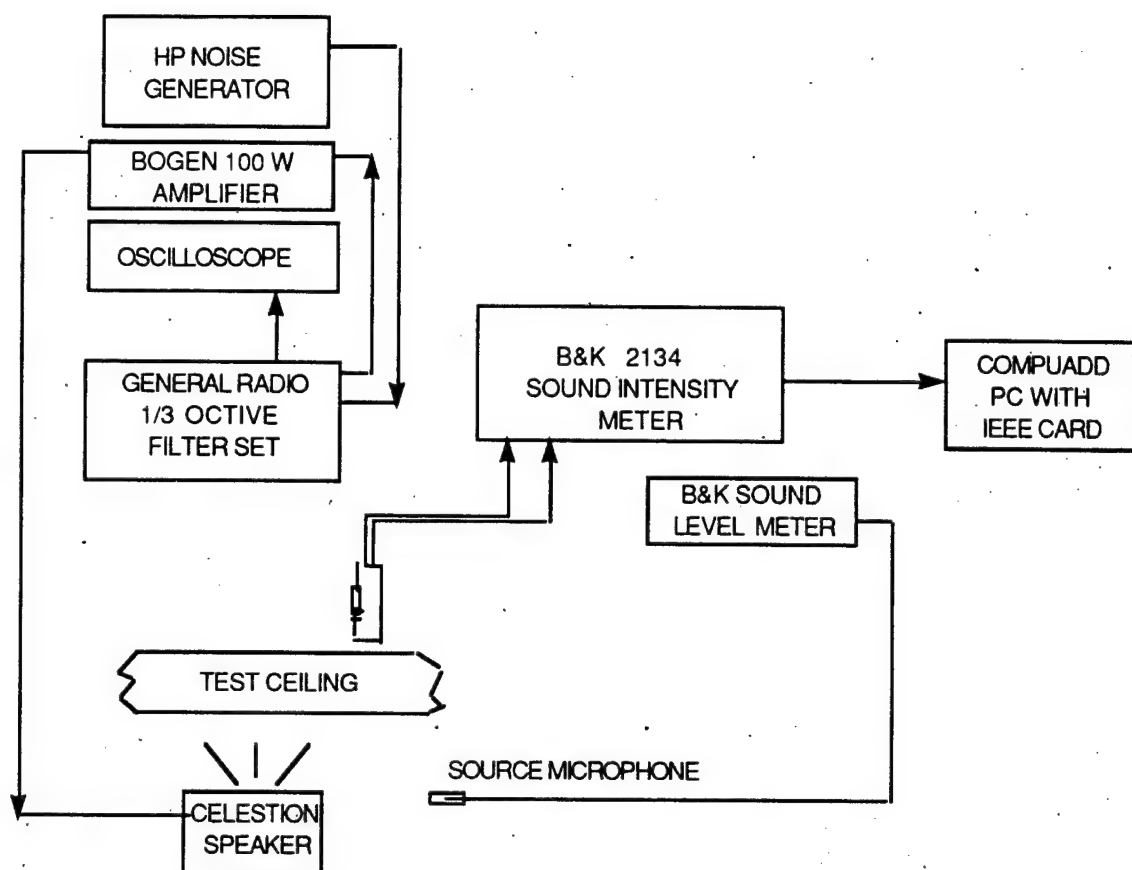 HP NOISE
GENERATOR
BOGEN 100 W
AMPLIFIER
OSCILLOSCOPE
GENERAL RADIO
1/3 OCTIVE
FILTER SET
B&K 2134
SOUND INTENSITY
METER
COMPUADD
PC WITH
IEEE CARD
B&K SOUND
LEVEL METER
TEST CEILING
SOURCE MICROPHONE
CELESTION
SPEAKER